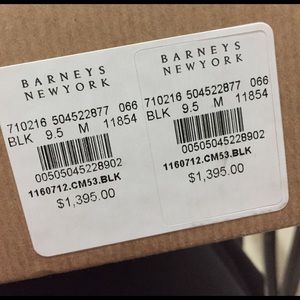 BARNEYS
NEWYORK
710216 504522877 066
BLK 9.5 M 11854
00505045228902
1160712.CM53.BLK
$1,395.00
BARNEYS
NEWYORK
710216 504522877 066
BLK 9.5 M 11854
00505045228902
1160712.CM53.BLK
$1,395.00